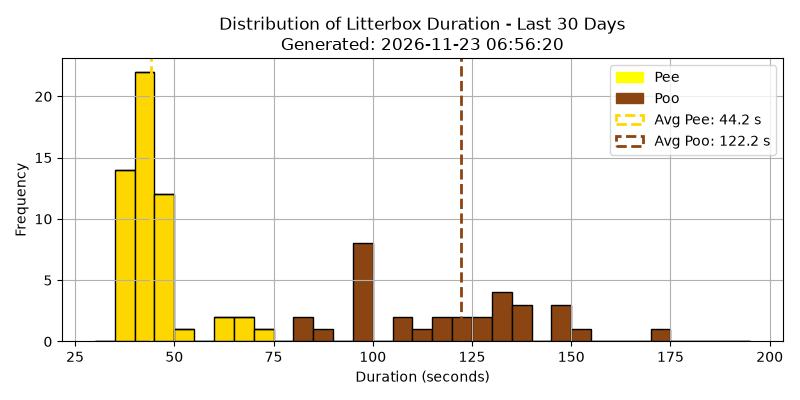 Distribution of Litterbox Duration - Last 30 Days
Generated: 2026-11-23 06:56:20
Pee
Poo
Avg Pee: 44.2 s
Avg Poo: 122.2 s
Frequency
20
15
10
5
0
25 50 75 100 125 150 175 200
Duration (seconds)